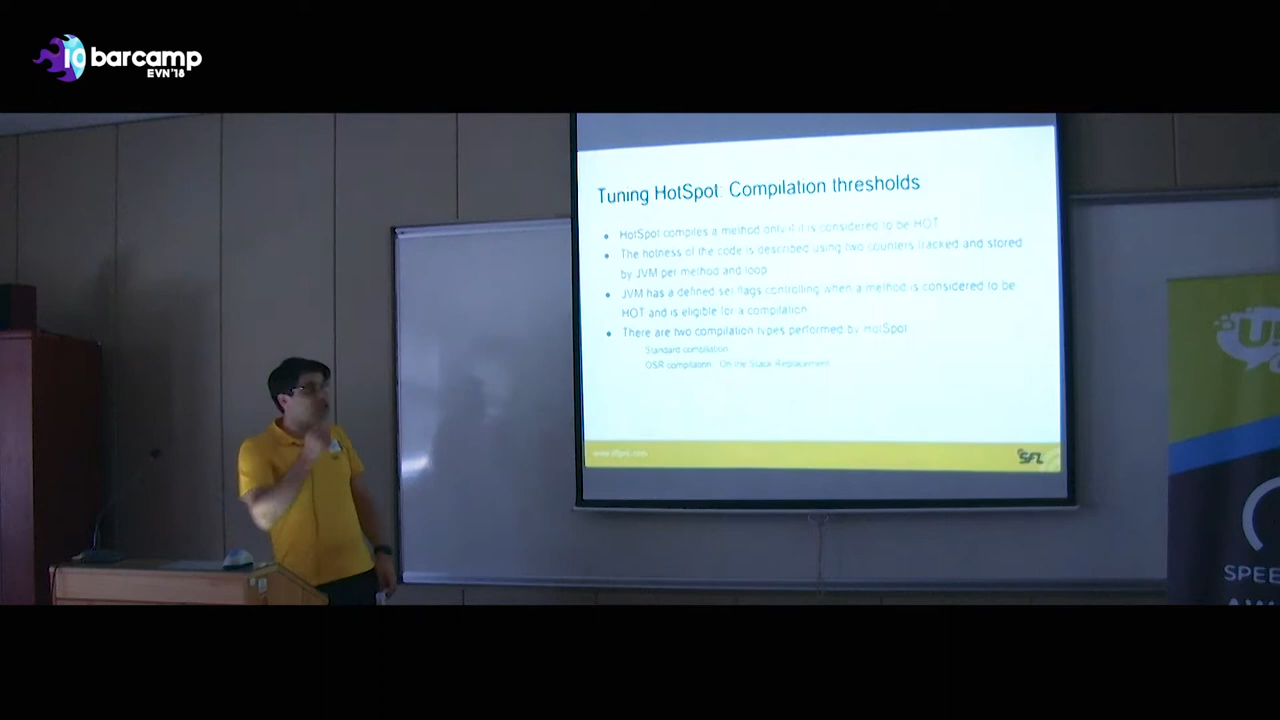 10 barcamp
EVN'18
Tuning HotSpot: Compilation thresholds
HotSpot compiles a method only if it is considered to be HOT
The hotness of the code is described using two counters tracked and stored
by JVM per method and loop
JVM has a defined set flags controlling when a method is considered to be
HOT and is eligible for a compilation
There are two compilation types performed by HotSpot
Standard compilation
OSR compilation On the Stack Replacement
SFL
SPEE